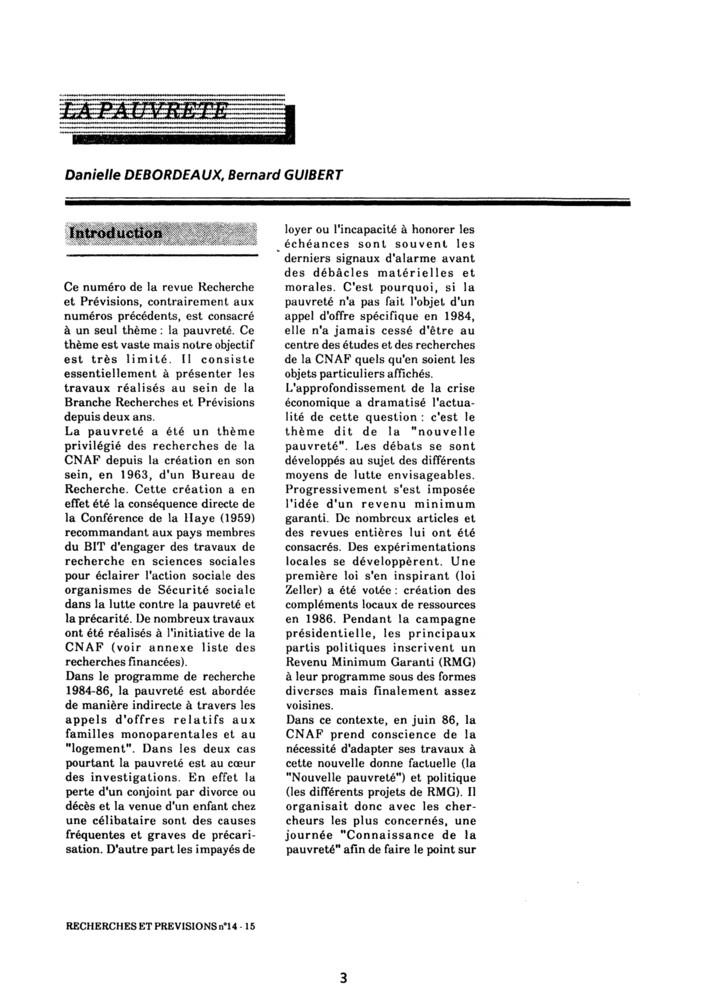 LA PAUVRETE
Danielle DEBORDEAUX, Bernard GUIBERT
Introduction
Ce numéro de la revue Recherche
et Prévisions, contrairement aux
numéros précédents, est consacré
à un seul thème : la pauvreté. Ce
thème est vaste mais notre objectif
est très limité. Il consiste
essentiellement à présenter les
travaux réalisés au sein de la
Branche Recherches et Prévisions
depuis deux ans.
La pauvreté a été un thème
privilégié des recherches de la
CNAF depuis la création en son
sein, en 1963, d'un Bureau de
Recherche. Cette création a en
effet été la conséquence directe de
la Conférence de la Haye (1959)
recommandant aux pays membres
du BIT d'engager des travaux de
recherche en sciences sociales
pour éclairer l'action sociale des
organismes de Sécurité sociale
dans la lutte contre la pauvreté et
la précarité. De nombreux travaux
ont été réalisés à l'initiative de la
CNAF (voir annexe liste des
recherches financées).
Dans le programme de recherche
1984-86, la pauvreté est abordée
de manière indirecte à travers les
appels d'offres relatifs aux
familles monoparentales et au
"logement". Dans les deux cas
pourtant la pauvreté est au cœur
des investigations. En effet la
perte d'un conjoint par divorce ou
décès et la venue d'un enfant chez
une célibataire sont des causes
fréquentes et graves de précari-
sation. D'autre part les impayés de
loyer ou l'incapacité à honorer les
échéances sont souvent les
derniers signaux d'alarme avant
des débâcles matérielles et
morales. C'est pourquoi, si la
pauvreté n'a pas fait l'objet d'un
appel d'offre spécifique en 1984,
elle n'a jamais cessé d'être au
centre des études et des recherches
de la CNAF quels qu'en soient les
objets particuliers affichés.
L'approfondissement de la crise
économique a dramatisé l'actua-
lité de cette question : c'est le
thème dit de la "nouvelle
pauvreté". Les débats se sont
développés au sujet des différents
moyens de lutte envisageables.
Progressivement s'est imposée
l'idée d'un revenu minimum
garanti. De nombreux articles et
des revues entières lui ont été
consacrés. Des expérimentations
locales se développèrent. Une
première loi s'en inspirant (loi
Zeller) a été votée : création des
compléments locaux de ressources
en 1986. Pendant la campagne
présidentielle, les principaux
partis politiques inscrivent un
Revenu Minimum Garanti (RMG)
à leur programme sous des formes
diverses mais finalement assez
voisines.
Dans ce contexte, en juin 86, la
CNAF prend conscience de la
nécessité d'adapter ses travaux à
cette nouvelle donne factuelle (la
"Nouvelle pauvreté") et politique
(les différents projets de RMG). Il
organisait donc avec les cher-
cheurs les plus concernés, une
journée "Connaissance de la
pauvreté" afin de faire le point sur
RECHERCHES ET PREVISIONS n°14 - 15
3